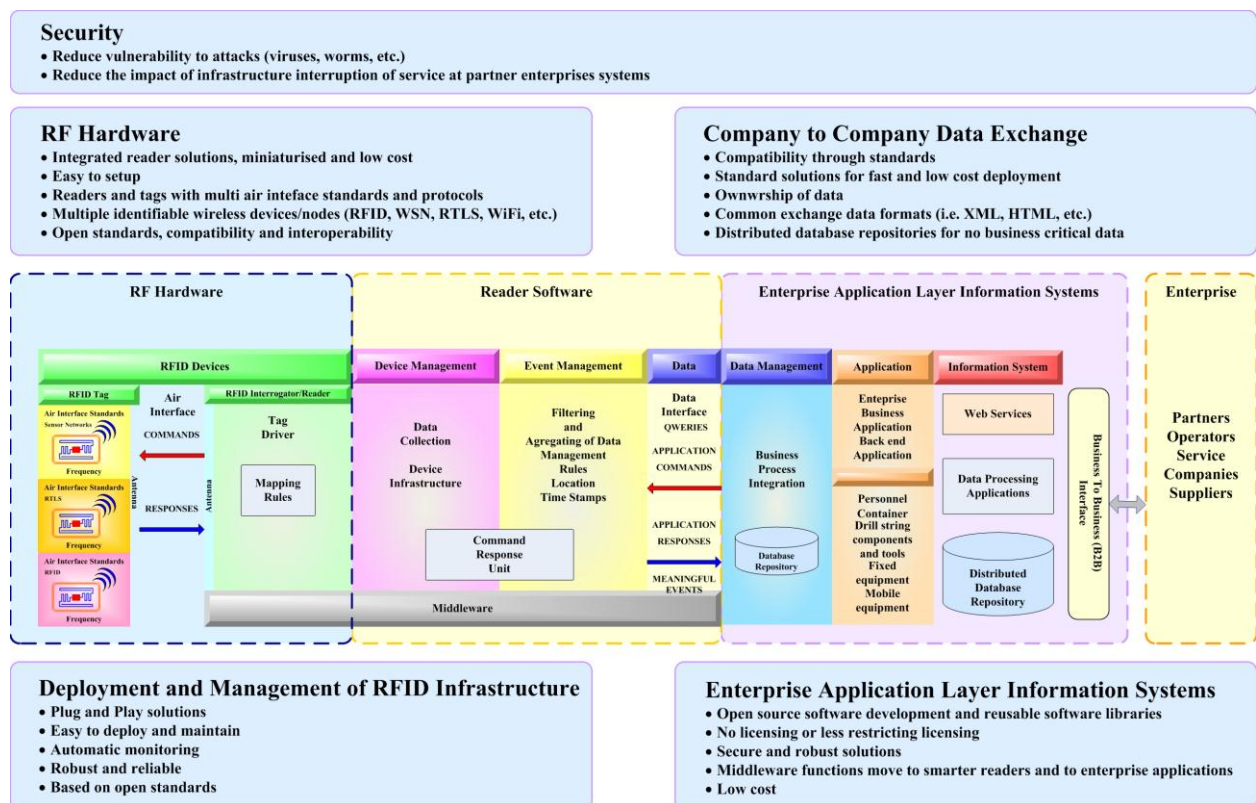 Security
• Reduce vulnerability to attacks (viruses, worms, etc.)
• Reduce the impact of infrastructure interruption of service at partner enterprises systems
RF Hardware
• Integrated reader solutions, miniaturised and low cost
• Easy to setup
• Readers and tags with multi air inteface standards and protocols
• Multiple identifiable wireless devices/nodes (RFID, WSN, RTLS, WiFi, etc.)
• Open standards, compatibility and interoperability
Company to Company Data Exchange
• Compatibility through standards
• Standard solutions for fast and low cost deployment
• Ownwrship of data
• Common exchange data formats (i.e. XML, HTML, etc.)
• Distributed database repositories for no business critical data
RF Hardware
RFID Devices
RFID Tag
Air Interface Standards
Sensor Networks
Frequency
Air Interface Standards
RTLS
Frequency
Air Interface Standards
RFID
Frequency
Antenna
Air
Interface
COMMANDS
RESPONSES
Antenna
RFID Interrogator/Reader
Tag
Driver
Mapping
Rules
Reader Software
Device Management
Data
Collection
Device
Infrastructure
Event Management
Filtering
and
Agregating of Data
Management
Rules
Location
Time Stamps
Command
Response
Unit
Data
Data
Interface
QWERIES
APPLICATION
COMMANDS
APPLICATION
RESPONSES
MEANINGFUL
EVENTS
Middleware
Enterprise Application Layer Information Systems
Data Management
Business
Process
Integration
Database
Repository
Application
Enteprise
Business
Application
Back end
Application
Personnel
Container
Drill string
components
and tools
Fixed
equipment
Mobile
equipment
Information System
Web Services
Data Processing
Applications
Distributed
Database
Repository
Business To Business (B2B)
Interface
Enterprise
Partners
Operators
Service
Companies
Suppliers
Deployment and Management of RFID Infrastructure
• Plug and Play solutions
• Easy to deploy and maintain
• Automatic monitoring
• Robust and reliable
• Based on open standards
Enterprise Application Layer Information Systems
• Open source software development and reusable software libraries
• No licensing or less restricting licensing
• Secure and robust solutions
• Middleware functions move to smarter readers and to enterprise applications
• Low cost